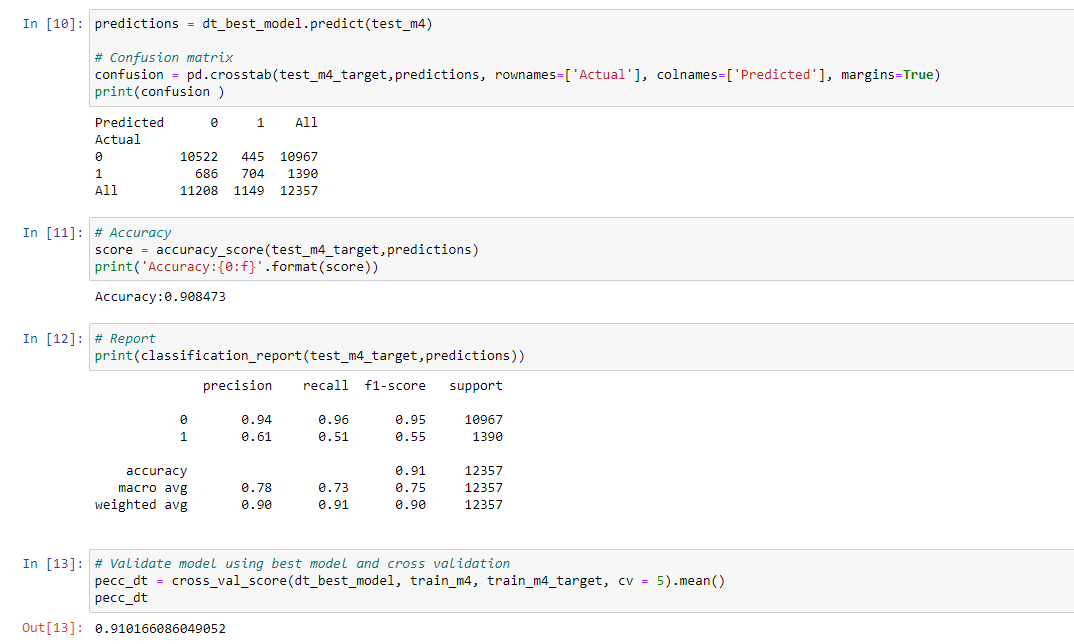 In [10]: predictions = dt_best_model.predict(test_m4)
# Confusion matrix
confusion = pd.crosstab(test_m4_target,predictions, rownames=['Actual'], colnames=['Predicted'], margins=True)
print(confusion )
Predicted 0 1 All
Actual
0 10522 445 10967
1 686 704 1390
All 11208 1149 12357
In [11]: # Accuracy
score = accuracy_score(test_m4_target,predictions)
print('Accuracy:{0:f}'.format(score))
Accuracy:0.908473
In [12]: # Report
print(classification_report(test_m4_target,predictions))
precision recall f1-score support
0 0.94 0.96 0.95 10967
1 0.61 0.51 0.55 1390
accuracy 0.91 12357
macro avg 0.78 0.73 0.75 12357
weighted avg 0.90 0.91 0.90 12357
In [13]: # Validate model using best model and cross validation
pecc_dt = cross_val_score(dt_best_model, train_m4, train_m4_target, cv = 5).mean()
pecc_dt
Out[13]: 0.910166086049052